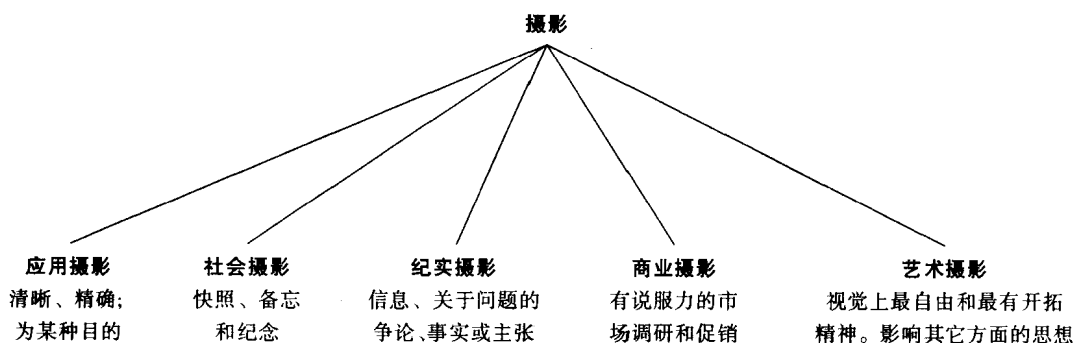 摄影
应用摄影 社会摄影 纪实摄影 商业摄影 艺术摄影
清晰、精确; 快照、备忘 信息、关于问题的 有说服力的市 视觉上最自由和最有开拓
为某种目的 和纪念 争论、事实或主张 场调研和促销 精神。影响其它方面的思想